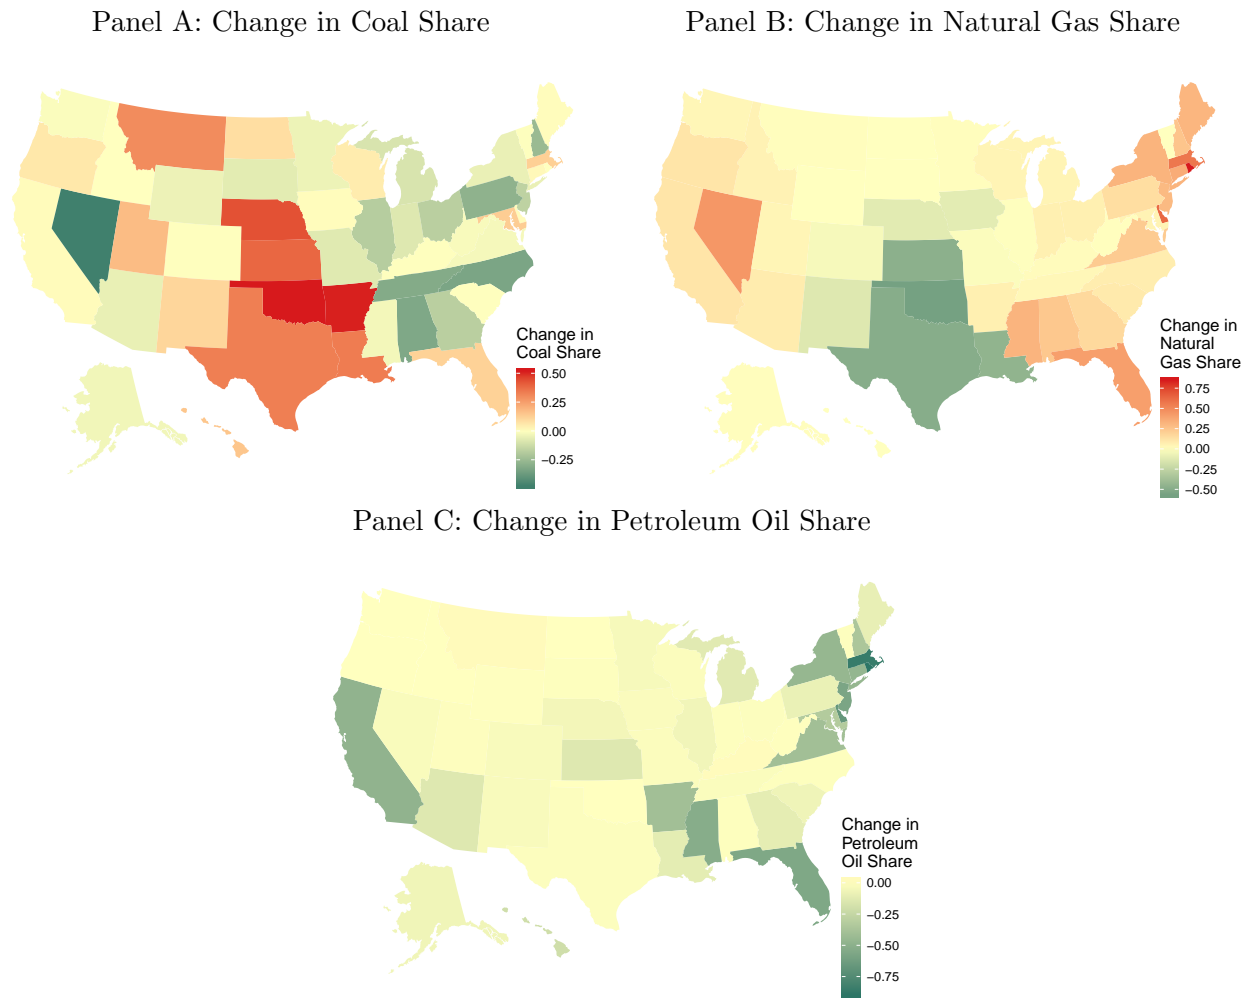 Panel A: Change in Coal Share
Panel B: Change in Natural Gas Share
Change in
Coal Share
0.50
0.25
0.00
−0.25
Change in
Natural
Gas Share
0.75
0.50
0.25
0.00
−0.25
−0.50
Panel C: Change in Petroleum Oil Share
Change in
Petroleum
Oil Share
0.00
−0.25
−0.50
−0.75